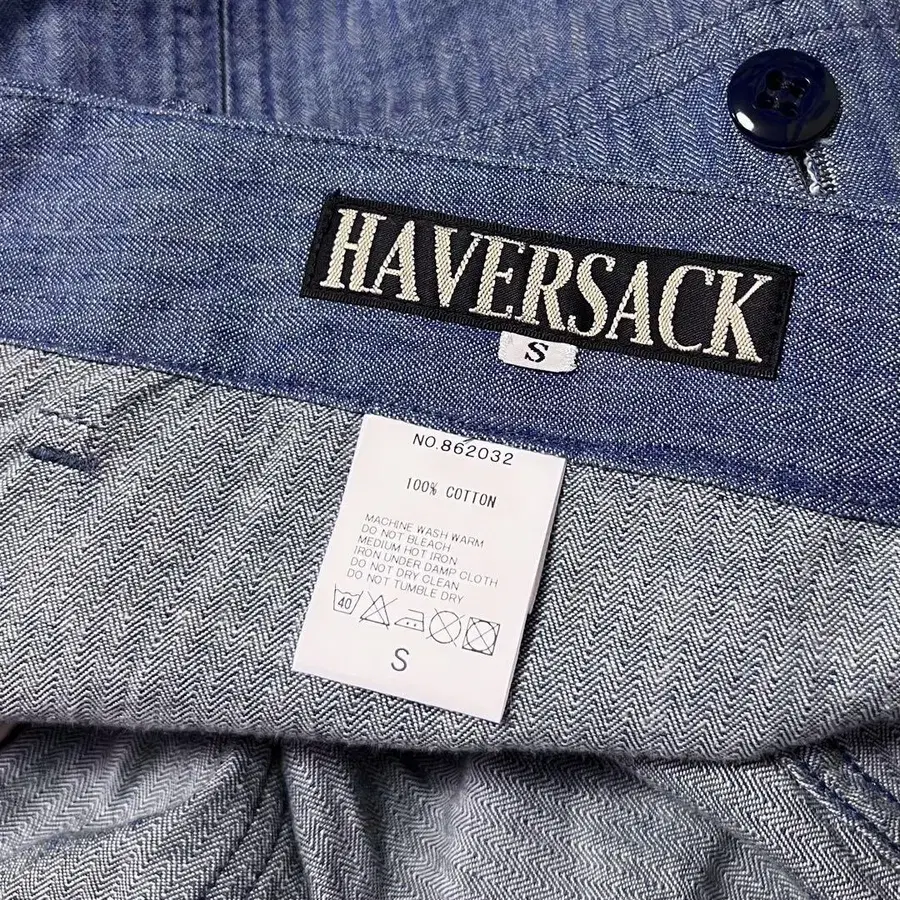 HAVERSACK
S
NO.862032
100% COTTON
MACHINE WASH WARM
DO NOT BLEACH
MEDIUM HOT IRON
IRON UNDER DAMP CLOTH
DO NOT DRY CLEAN
DO NOT TUMBLE DRY
40
S